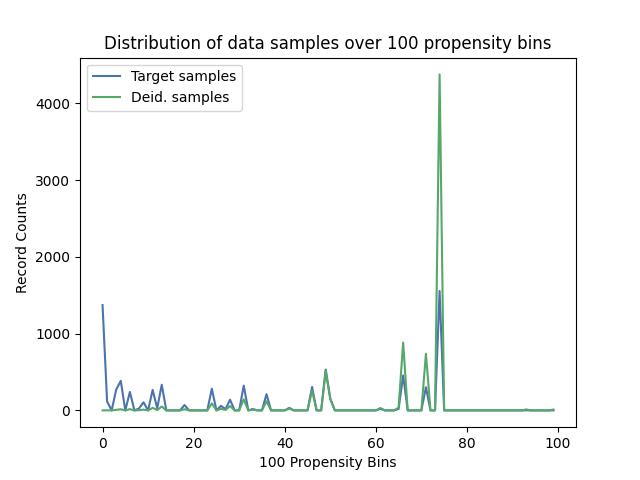 Distribution of data samples over 100 propensity bins
Target samples
Deid. samples
4000
3000
2000
1000
0
Record Counts
0 20 40 60 80 100
100 Propensity Bins